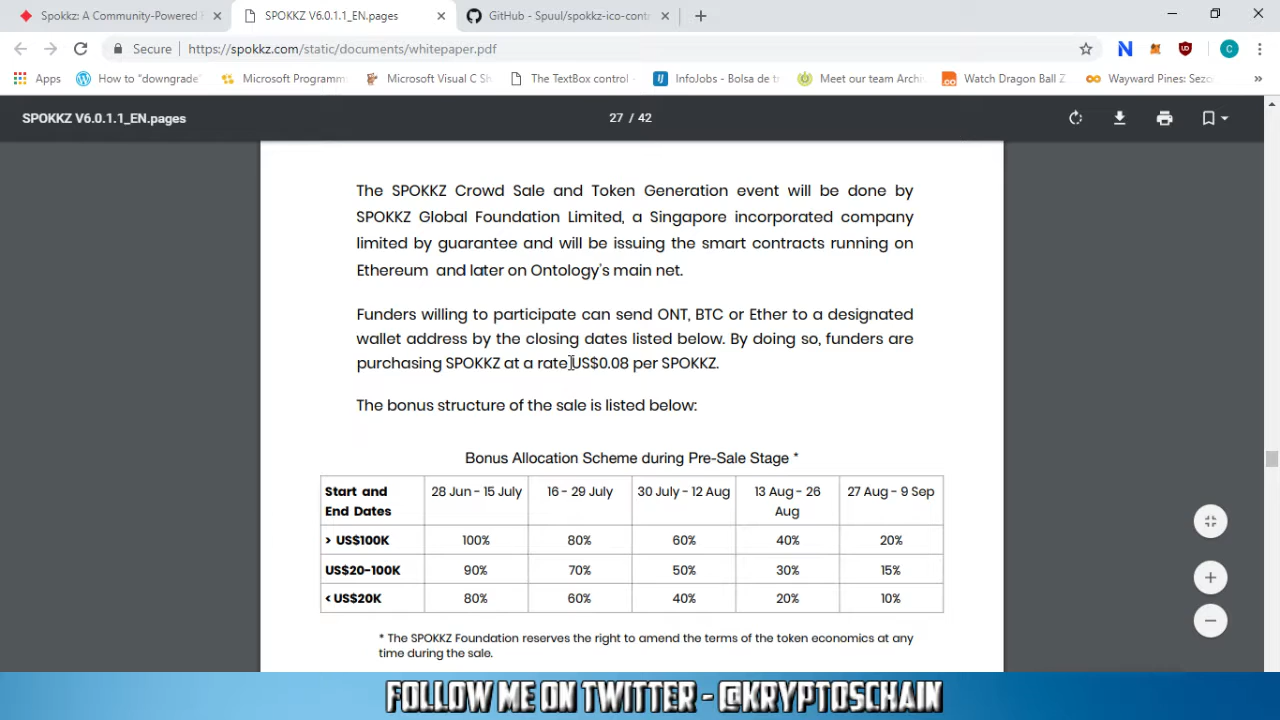 Spokkz: A Community-Powered
SPOKKZ V6.0.1.1_EN.pages
GitHub - Spuul/spokkz-ico-contr
Secure
https://spokkz.com/static/documents/whitepaper.pdf
N
C
Apps
How to "downgrade"
Microsoft Programm
Microsoft Visual C Sh
The TextBox control -
InfoJobs - Bolsa de t
Meet our team Archi
Watch Dragon Ball Z
Wayward Pines: Sezo
»
SPOKKZ V6.0.1.1_EN.pages
27 / 42
The SPOKKZ Crowd Sale and Token Generation event will be done by
SPOKKZ Global Foundation Limited, a Singapore incorporated company
limited by guarantee and will be issuing the smart contracts running on
Ethereum and later on Ontology's main net.
Funders willing to participate can send ONT, BTC or Ether to a designated
wallet address by the closing dates listed below. By doing so, funders are
purchasing SPOKKZ at a rate US$0.08 per SPOKKZ.
The bonus structure of the sale is listed below:
Bonus Allocation Scheme during Pre-Sale Stage *
Start and End Dates 28 Jun - 15 July 16 - 29 July 30 July - 12 Aug 13 Aug - 26 Aug 27 Aug - 9 Sep
> US$100K 100% 80% 60% 40% 20%
US$20-100K 90% 70% 50% 30% 15%
< US$20K 80% 60% 40% 20% 10%
* The SPOKKZ Foundation reserves the right to amend the terms of the token economics at any
time during the sale.
FOLLOW ME ON TWITTER - @KRYPTOSCHAIN